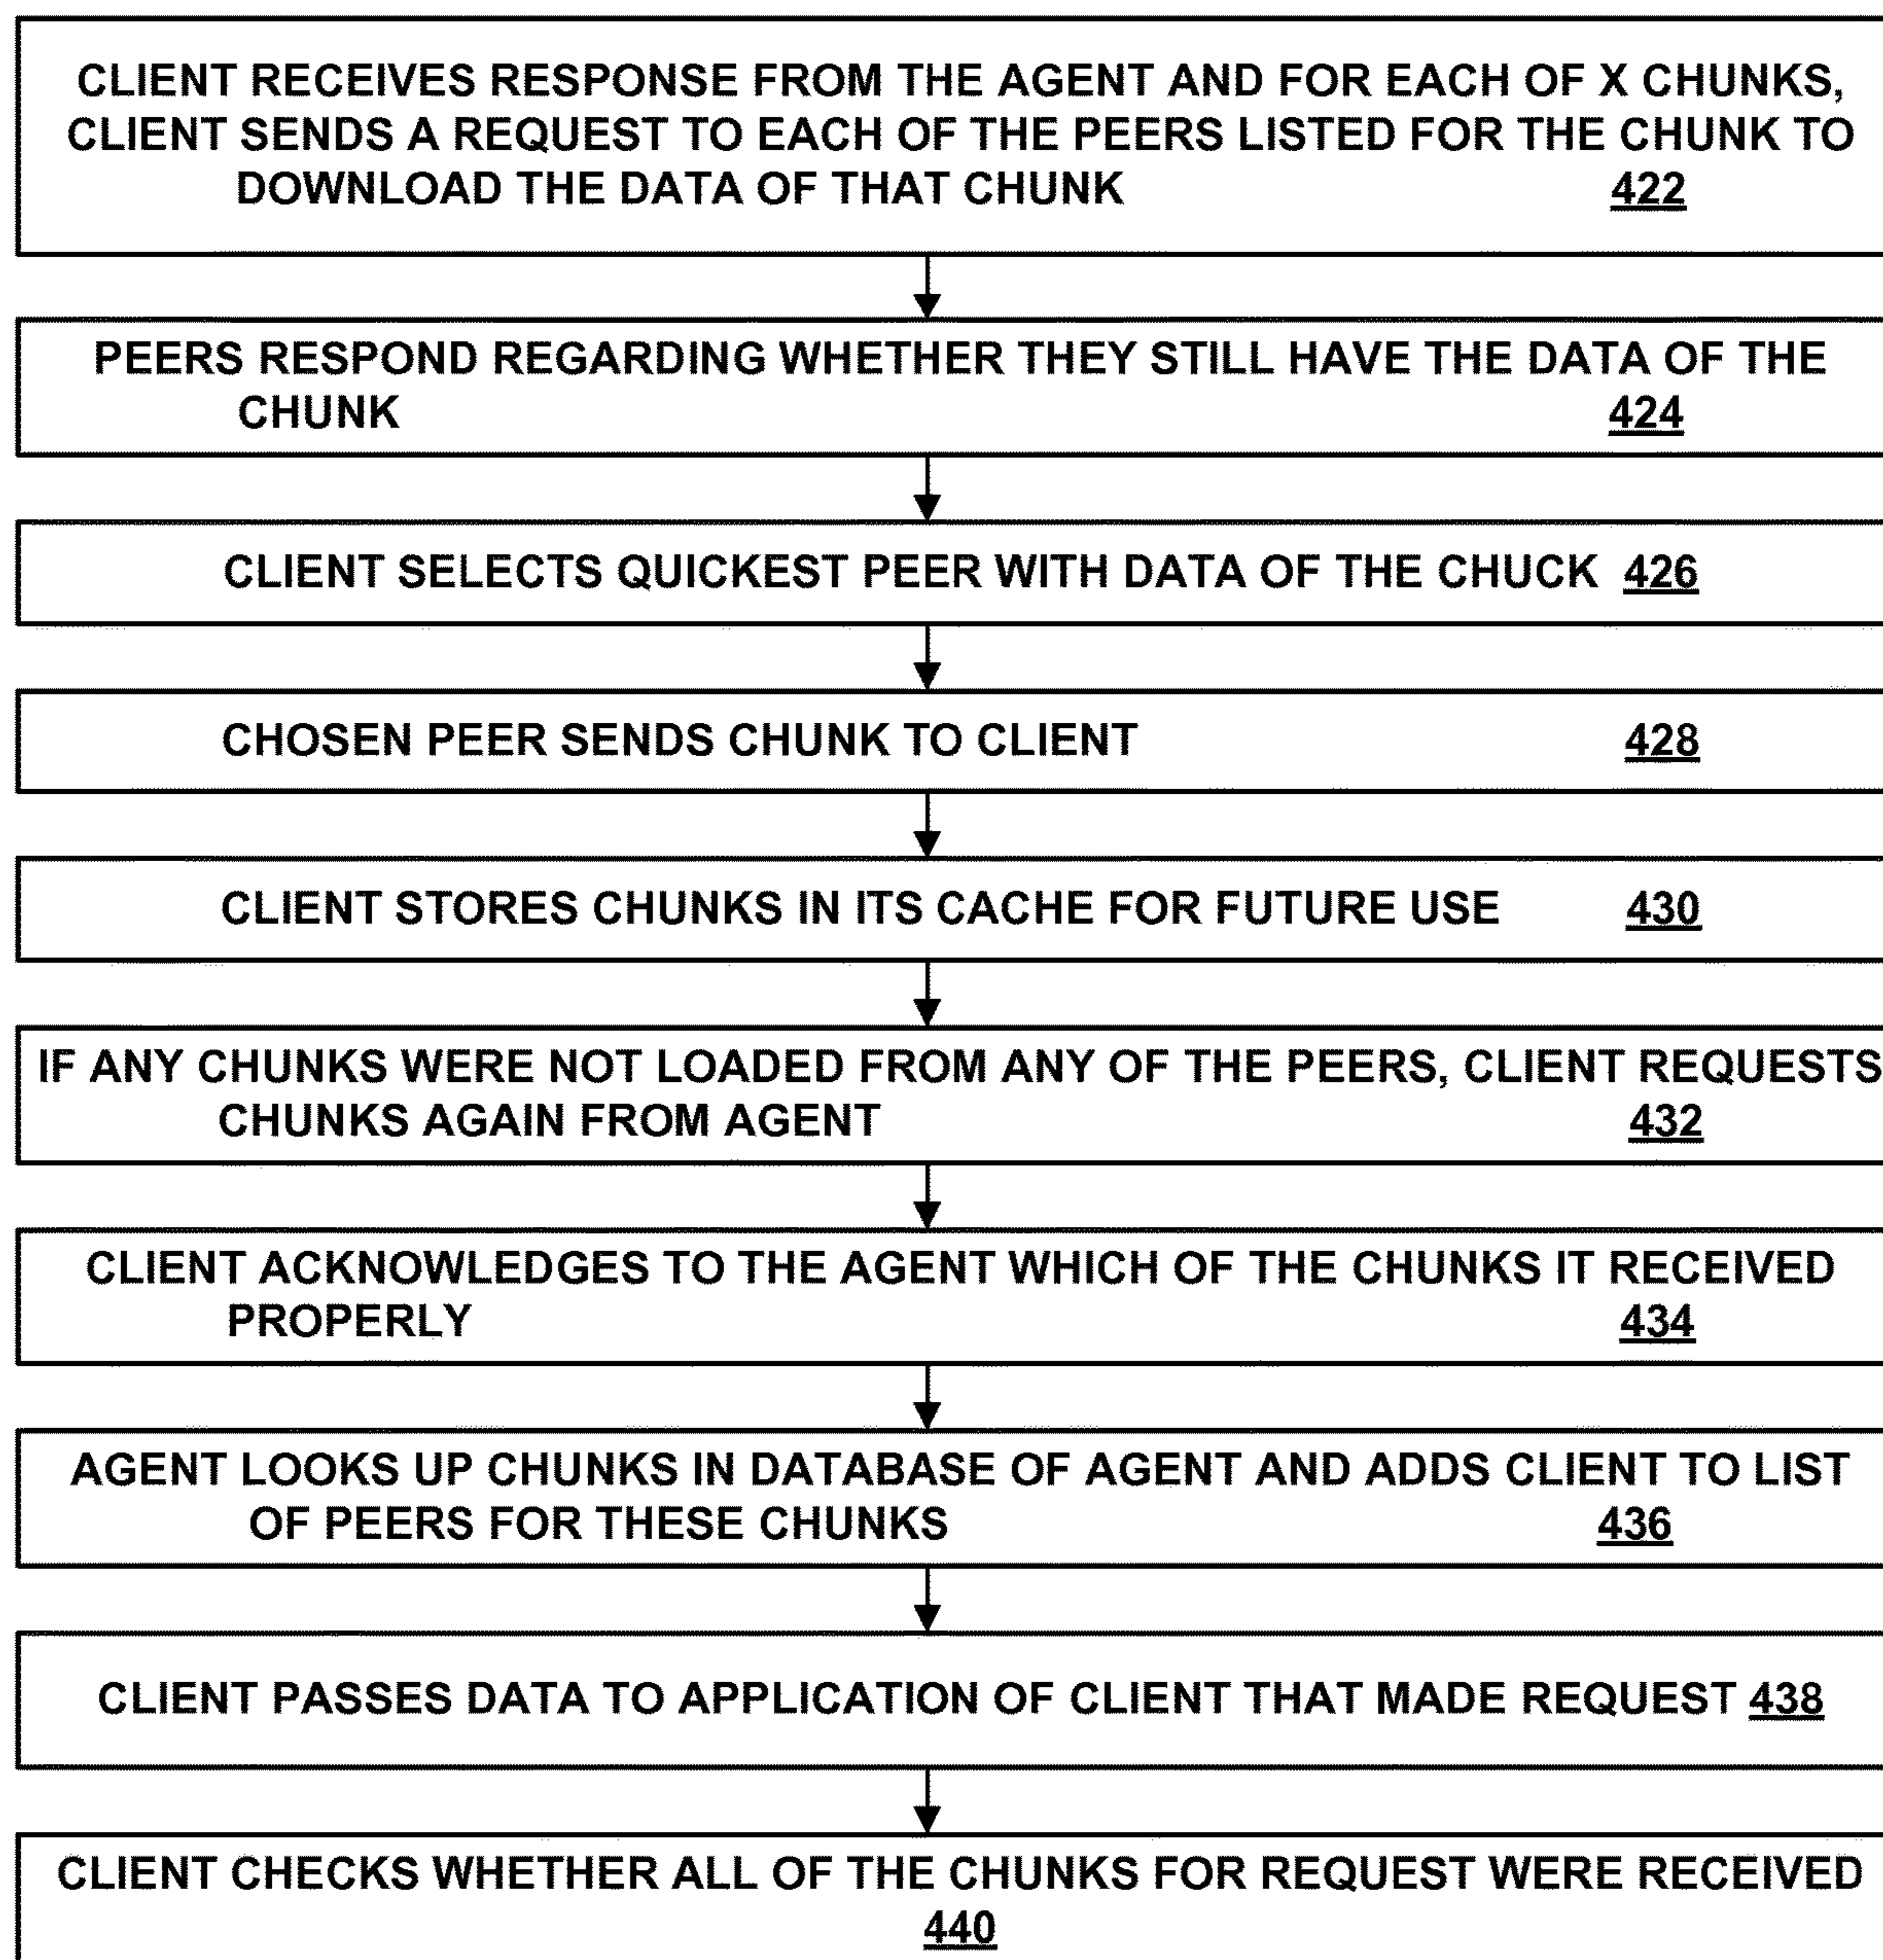 CLIENT RECEIVES RESPONSE FROM THE AGENT AND FOR EACH OF X CHUNKS,
CLIENT SENDS A REQUEST TO EACH OF THE PEERS LISTED FOR THE CHUNK TO
DOWNLOAD THE DATA OF THAT CHUNK 422
PEERS RESPOND REGARDING WHETHER THEY STILL HAVE THE DATA OF THE
CHUNK 424
CLIENT SELECTS QUICKEST PEER WITH DATA OF THE CHUCK 426
CHOSEN PEER SENDS CHUNK TO CLIENT 428
CLIENT STORES CHUNKS IN ITS CACHE FOR FUTURE USE 430
IF ANY CHUNKS WERE NOT LOADED FROM ANY OF THE PEERS, CLIENT REQUESTS
CHUNKS AGAIN FROM AGENT 432
CLIENT ACKNOWLEDGES TO THE AGENT WHICH OF THE CHUNKS IT RECEIVED
PROPERLY 434
AGENT LOOKS UP CHUNKS IN DATABASE OF AGENT AND ADDS CLIENT TO LIST
OF PEERS FOR THESE CHUNKS 436
CLIENT PASSES DATA TO APPLICATION OF CLIENT THAT MADE REQUEST 438
CLIENT CHECKS WHETHER ALL OF THE CHUNKS FOR REQUEST WERE RECEIVED
440